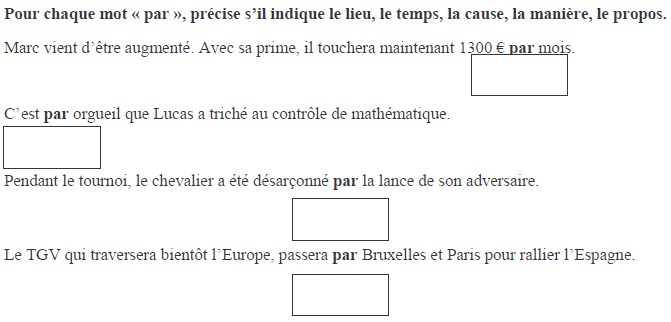 Pour chaque mot « par », précise s’il indique le lieu, le temps, la cause, la manière, le propos.
Marc vient d’être augmenté. Avec sa prime, il touchera maintenant 1300 € par mois.
C’est par orgueil que Lucas a triché au contrôle de mathématique.
Pendant le tournoi, le chevalier a été désarçonné par la lance de son adversaire.
Le TGV qui traversera bientôt l’Europe, passera par Bruxelles et Paris pour rallier l’Espagne.